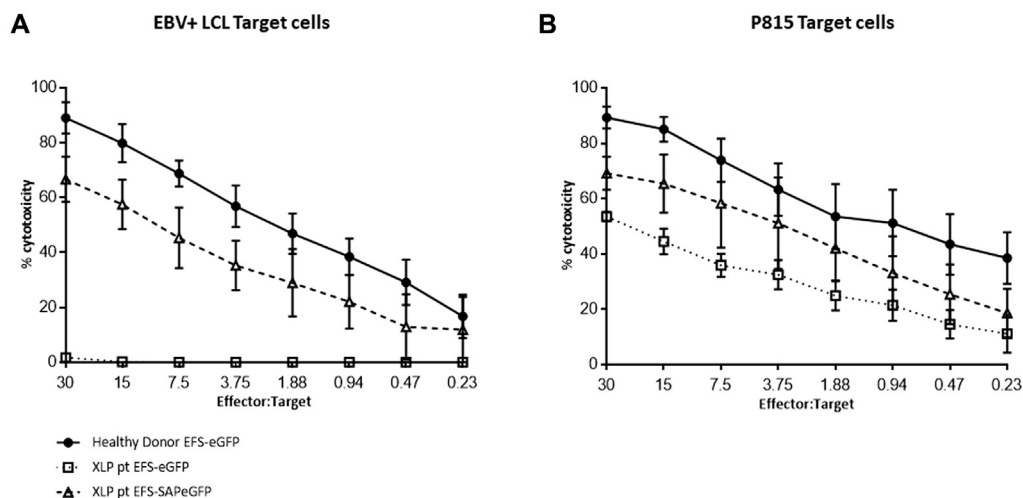 A
EBV+ LCL Target cells
100
80
60
40
20
0
% cytotoxicity
30 15 7.5 3.75 1.88 0.94 0.47 0.23
Effector:Target
B
P815 Target cells
100
80
60
40
20
0
% cytotoxicity
30 15 7.5 3.75 1.88 0.94 0.47 0.23
Effector:Target
Healthy Donor EFS-eGFP
XLP pt EFS-eGFP
XLP pt EFS-SAPeGFP